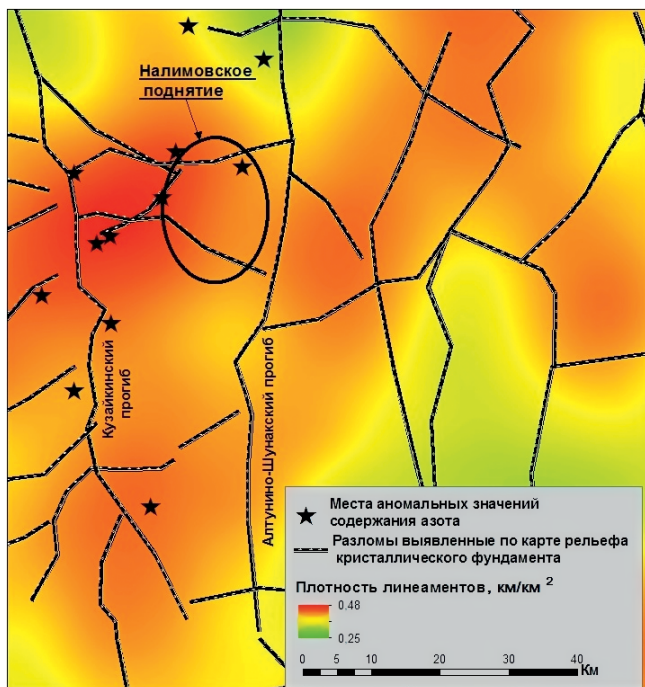 Налимовское
поднятие
Кузайкинский
прогиб
Алтунино-Шунакский прогиб
Места аномальных значений
содержания азота
Разломы выявленные по карте рельефа
кристаллического фундамента
Плотность линеаментов, км/км 2
0.48
0.25
0 5 10 20 30 40
Км